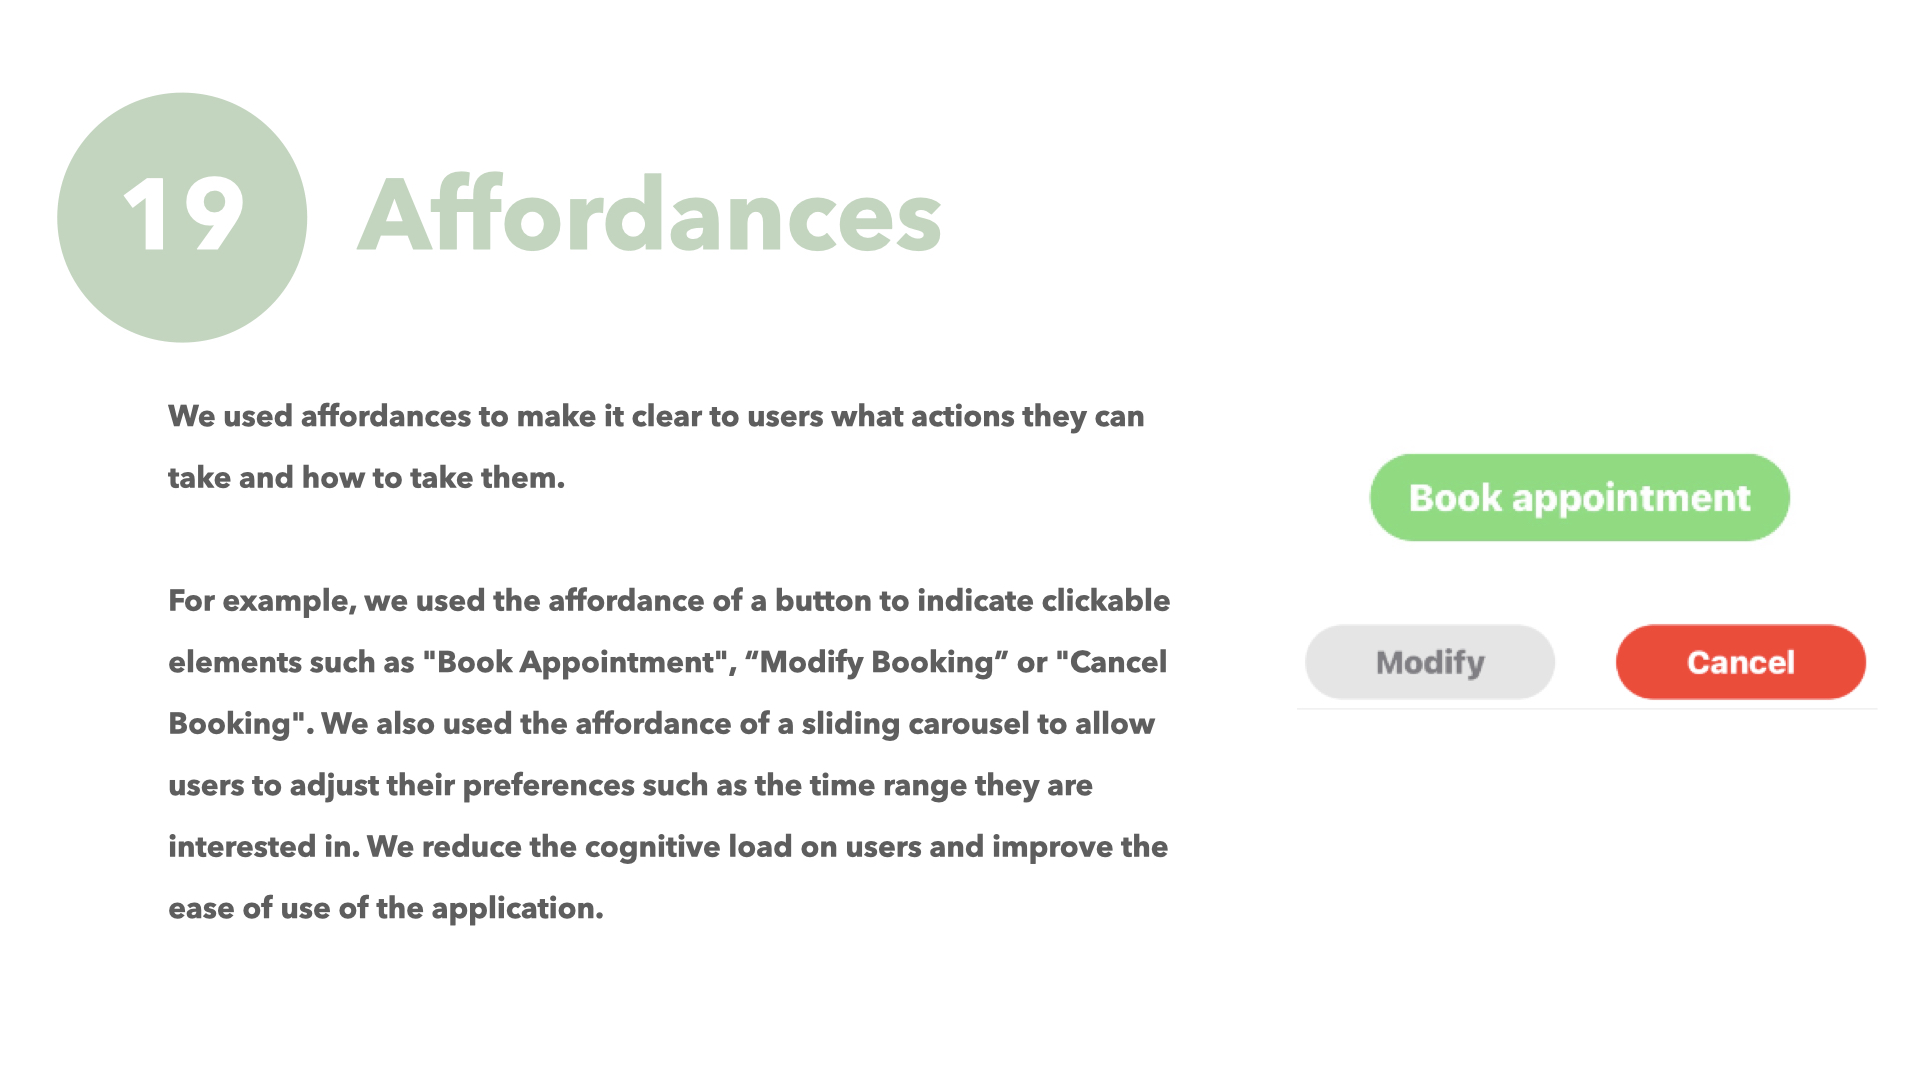 19
Affordances
We used affordances to make it clear to users what actions they can
take and how to take them.
For example, we used the affordance of a button to indicate clickable
elements such as "Book Appointment", “Modify Booking” or "Cancel
Booking". We also used the affordance of a sliding carousel to allow
users to adjust their preferences such as the time range they are
interested in. We reduce the cognitive load on users and improve the
ease of use of the application.
Book appointment
Modify
Cancel